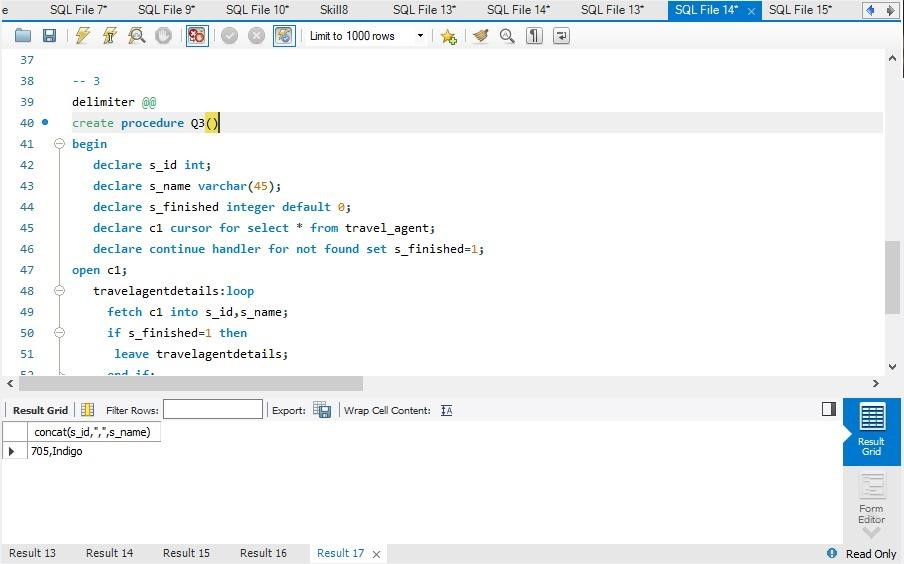 e SQL File 7* SQL File 9* SQL File 10* Skill8 SQL File 13* SQL File 14* SQL File 13* SQL File 14* × SQL File 15*
Limit to 1000 rows
37
38 -- 3
39 delimiter @@
40 create procedure Q3()
41 begin
42 declare s_id int;
43 declare s_name varchar(45);
44 declare s_finished integer default 0;
45 declare c1 cursor for select * from travel_agent;
46 declare continue handler for not found set s_finished=1;
47 open c1;
48 travelagentdetails:loop
49 fetch c1 into s_id,s_name;
50 if s_finished=1 then
51 leave travelagentdetails;
52 end if;
Result Grid Filter Rows: Export: Wrap Cell Content: IA
concat(s_id,",",s_name)
705,Indigo
Result Grid
Form Editor
Result 13 Result 14 Result 15 Result 16 Result 17 × Read Only